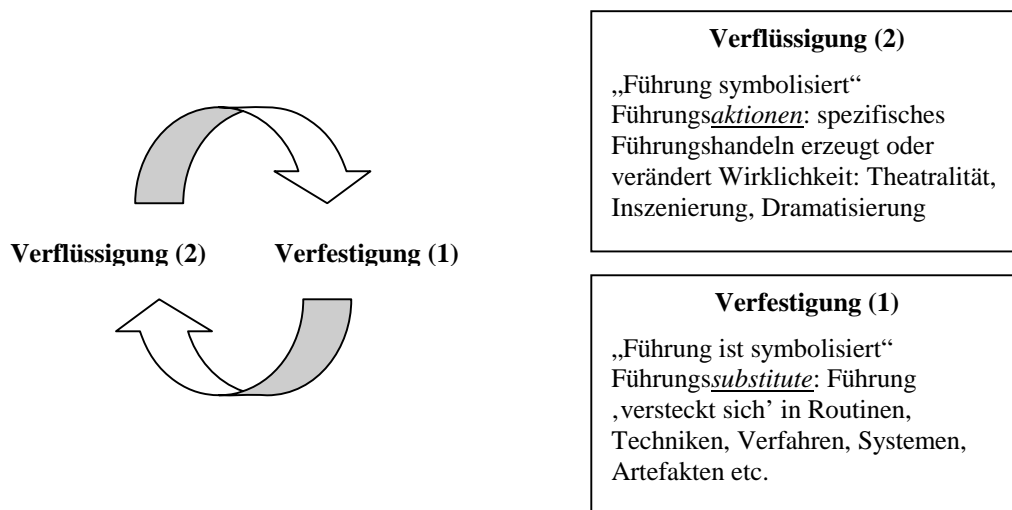 Verflüssigung (2)
Verfestigung (1)
Verflüssigung (2)
„Führung symbolisiert“
Führungsaktionen: spezifisches
Führungshandeln erzeugt oder
verändert Wirklichkeit: Theatralität,
Inszenierung, Dramatisierung
Verfestigung (1)
„Führung ist symbolisiert“
Führungssubstitute: Führung
‚versteckt sich’ in Routinen,
Techniken, Verfahren, Systemen,
Artefakten etc.